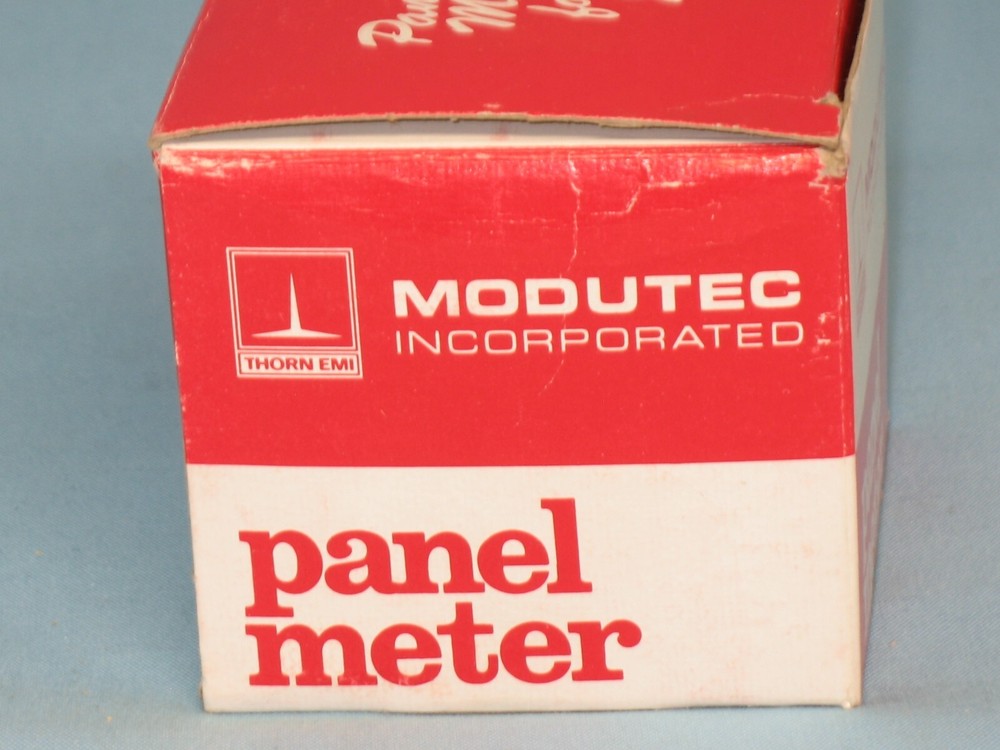 THORN EMI
MODUTEC
INCORPORATED
panel
meter